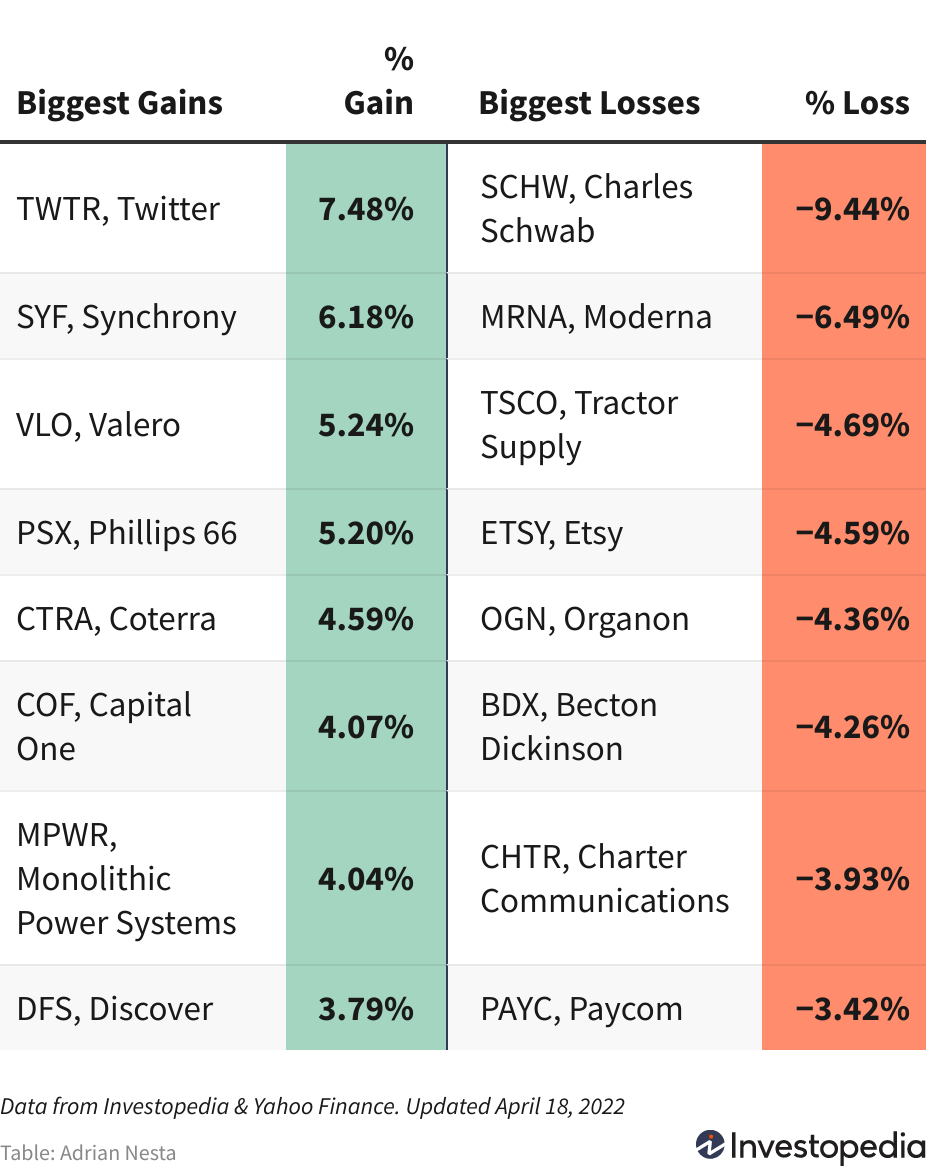 Biggest Gains % Gain Biggest Losses % Loss
TWTR, Twitter 7.48% SCHW, Charles Schwab −9.44%
SYF, Synchrony 6.18% MRNA, Moderna −6.49%
VLO, Valero 5.24% TSCO, Tractor Supply −4.69%
PSX, Phillips 66 5.20% ETSY, Etsy −4.59%
CTRA, Coterra 4.59% OGN, Organon −4.36%
COF, Capital One 4.07% BDX, Becton Dickinson −4.26%
MPWR, Monolithic Power Systems 4.04% CHTR, Charter Communications −3.93%
DFS, Discover 3.79% PAYC, Paycom −3.42%
Data from Investopedia & Yahoo Finance. Updated April 18, 2022
Table: Adrian Nesta
Investopedia